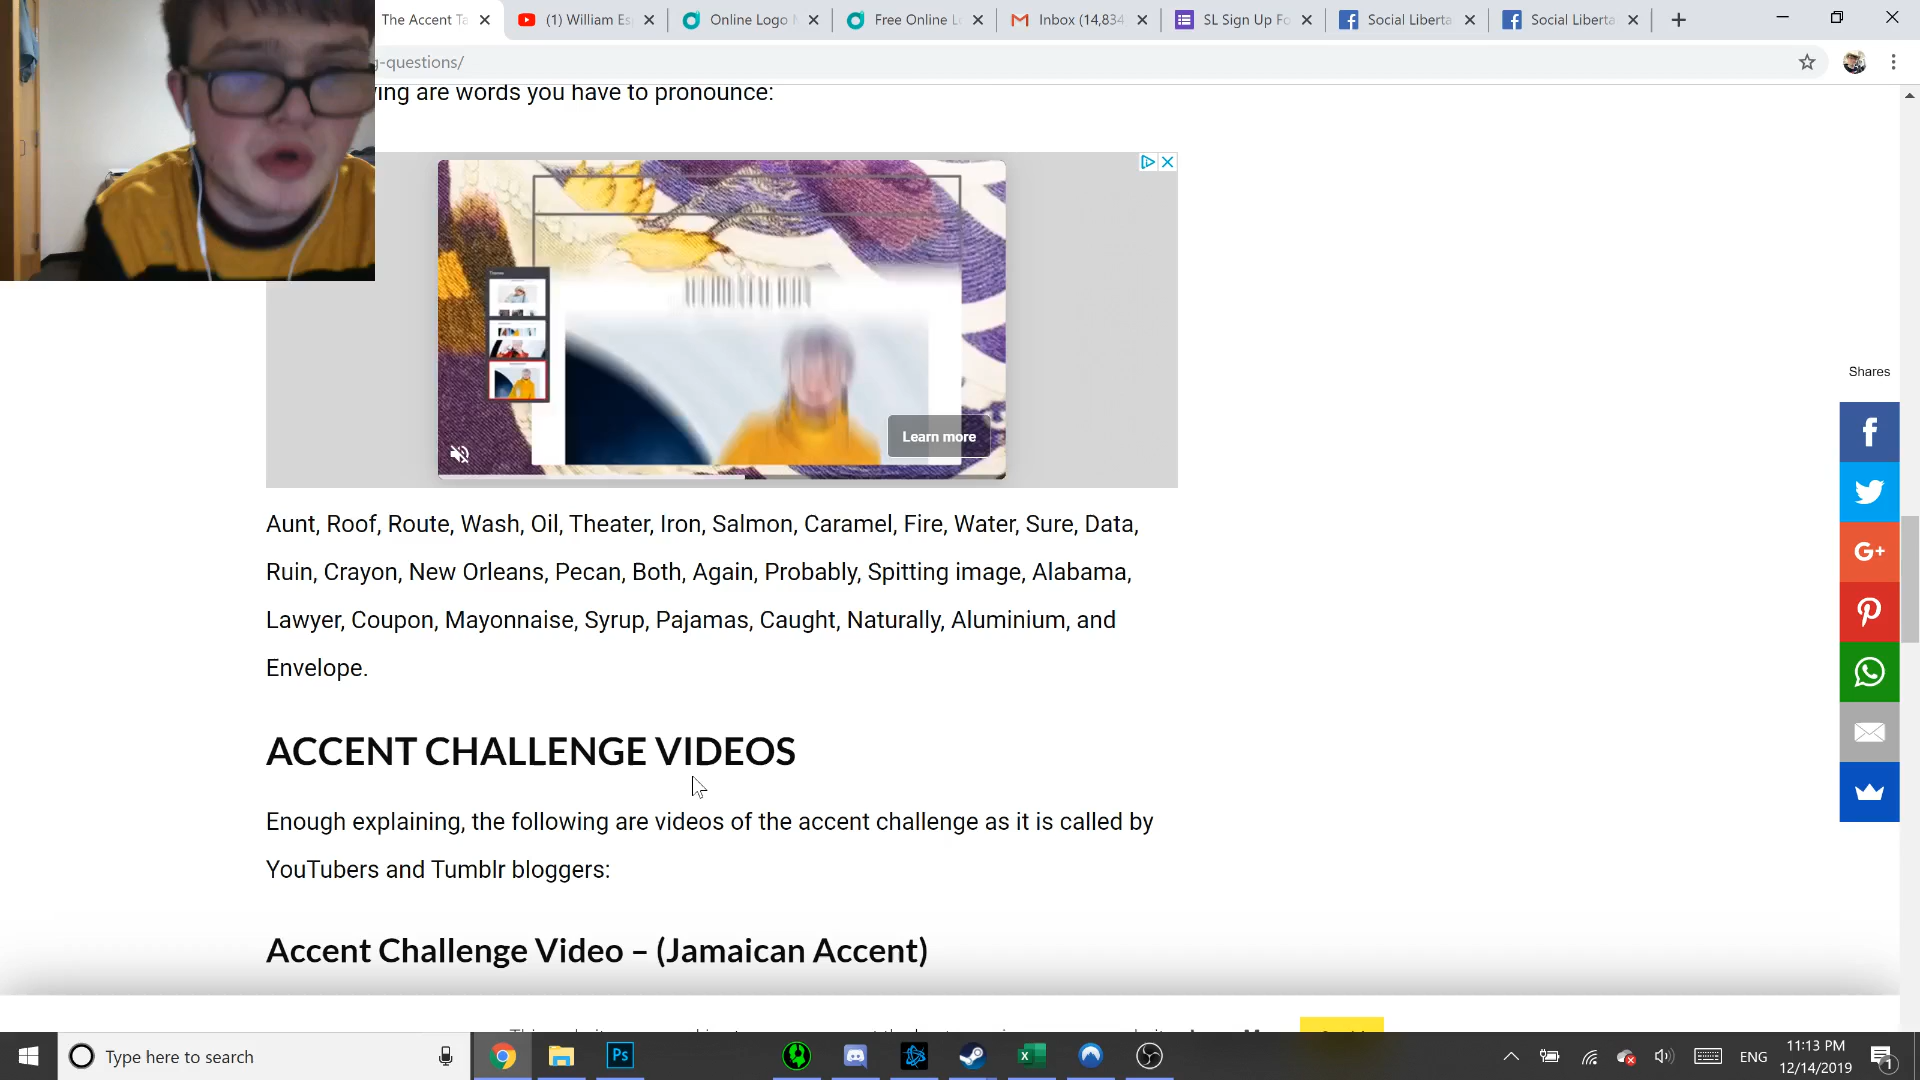 The Accent Ta
(1) William Es
Online Logo
Free Online L
Inbox (14,834
SL Sign Up Fo
Social Liberta
Social Liberta
-questions/
ing are words you have to pronounce:
Learn more
Shares
Aunt, Roof, Route, Wash, Oil, Theater, Iron, Salmon, Caramel, Fire, Water, Sure, Data,
Ruin, Crayon, New Orleans, Pecan, Both, Again, Probably, Spitting image, Alabama,
Lawyer, Coupon, Mayonnaise, Syrup, Pajamas, Caught, Naturally, Aluminium, and
Envelope.
ACCENT CHALLENGE VIDEOS
Enough explaining, the following are videos of the accent challenge as it is called by
YouTubers and Tumblr bloggers:
Accent Challenge Video – (Jamaican Accent)
Type here to search
Ps
ENG
11:13 PM
12/14/2019
1